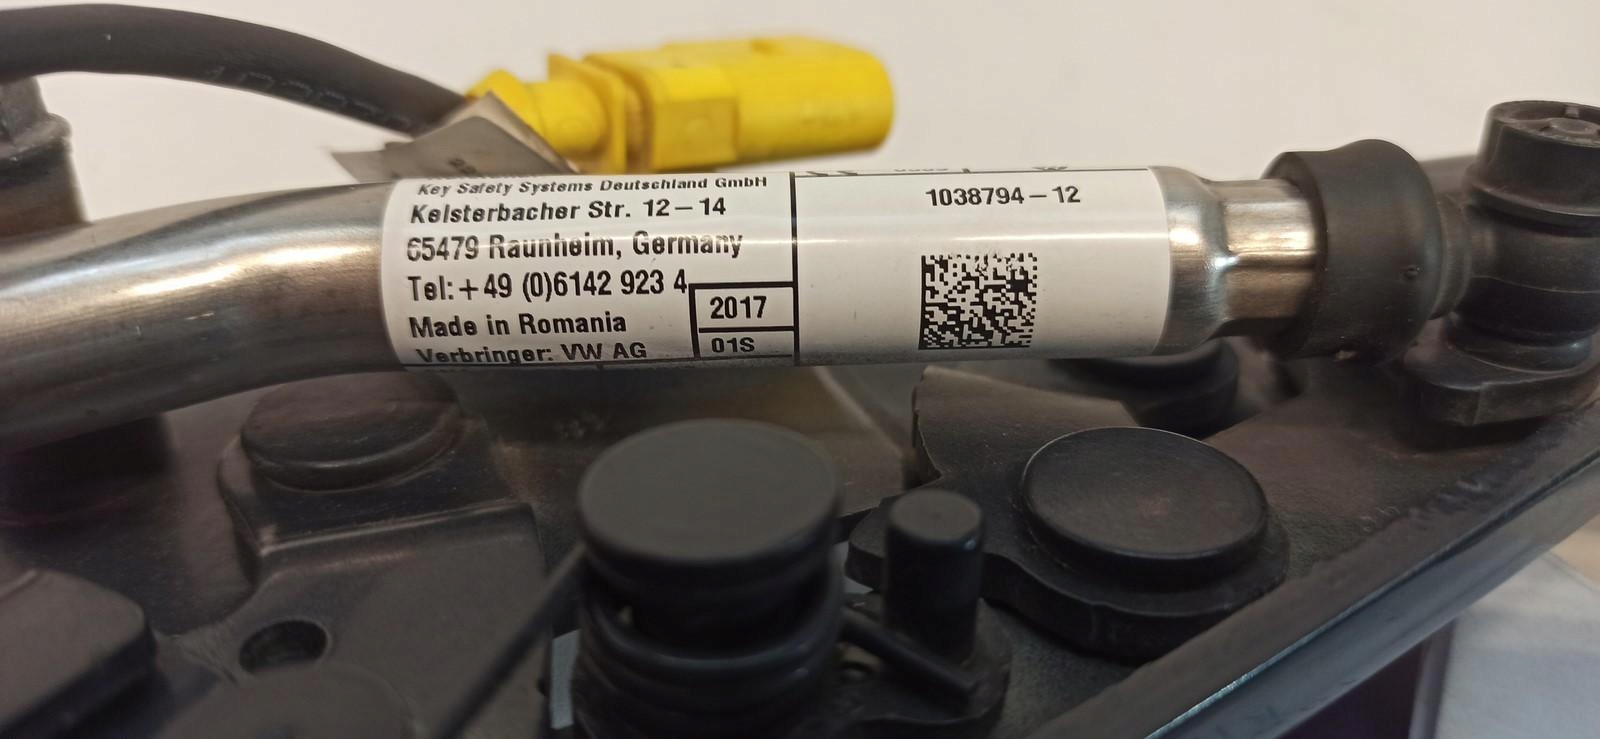 Key Safety Systems Deutschland GmbH
Kelsterbacher Str. 12-14
65479 Raunheim, Germany
Tel: +49 (0)6142 923 4
Made in Romania
Verbringer: VW AG
2017
01S
1038794-12